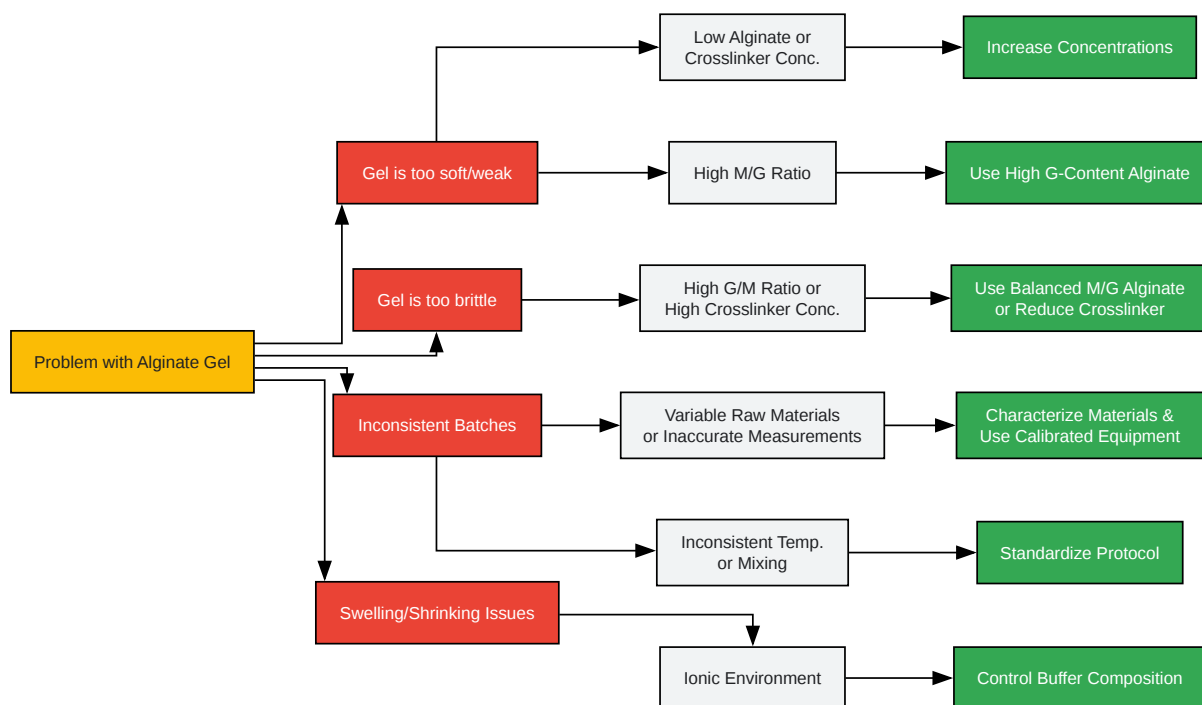 Low Alginate or
Crosslinker Conc.
Increase Concentrations
Gel is too soft/weak
High M/G Ratio
Use High G-Content Alginate
Gel is too brittle
High G/M Ratio or
High Crosslinker Conc.
Use Balanced M/G Alginate
or Reduce Crosslinker
Problem with Alginate Gel
Inconsistent Batches
Variable Raw Materials
or Inaccurate Measurements
Characterize Materials &
Use Calibrated Equipment
Inconsistent Temp.
or Mixing
Standardize Protocol
Swelling/Shrinking Issues
Ionic Environment
Control Buffer Composition